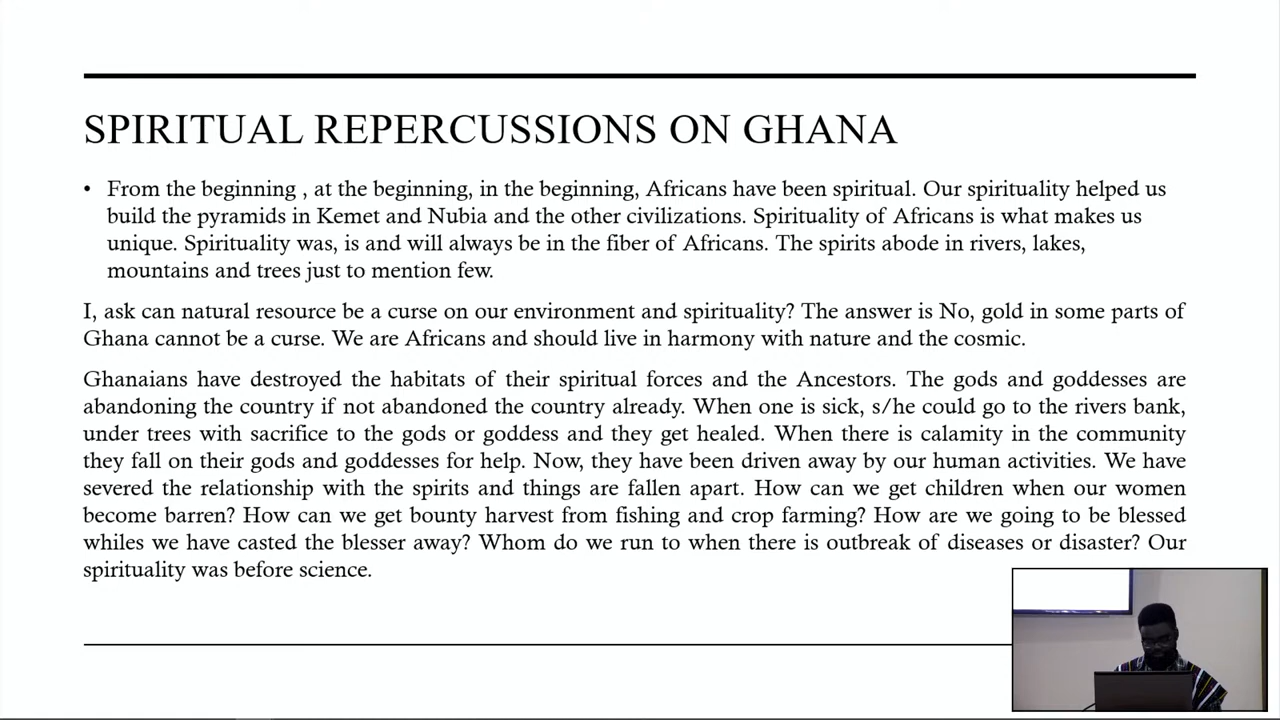 SPIRITUAL REPERCUSSIONS ON GHANA
• From the beginning , at the beginning, in the beginning, Africans have been spiritual. Our spirituality helped us
build the pyramids in Kemet and Nubia and the other civilizations. Spirituality of Africans is what makes us
unique. Spirituality was, is and will always be in the fiber of Africans. The spirits abode in rivers, lakes,
mountains and trees just to mention few.
I, ask can natural resource be a curse on our environment and spirituality? The answer is No, gold in some parts of
Ghana cannot be a curse. We are Africans and should live in harmony with nature and the cosmic.
Ghanaians have destroyed the habitats of their spiritual forces and the Ancestors. The gods and goddesses are
abandoning the country if not abandoned the country already. When one is sick, s/he could go to the rivers bank,
under trees with sacrifice to the gods or goddess and they get healed. When there is calamity in the community
they fall on their gods and goddesses for help. Now, they have been driven away by our human activities. We have
severed the relationship with the spirits and things are fallen apart. How can we get children when our women
become barren? How can we get bounty harvest from fishing and crop farming? How are we going to be blessed
whiles we have casted the blesser away? Whom do we run to when there is outbreak of diseases or disaster? Our
spirituality was before science.